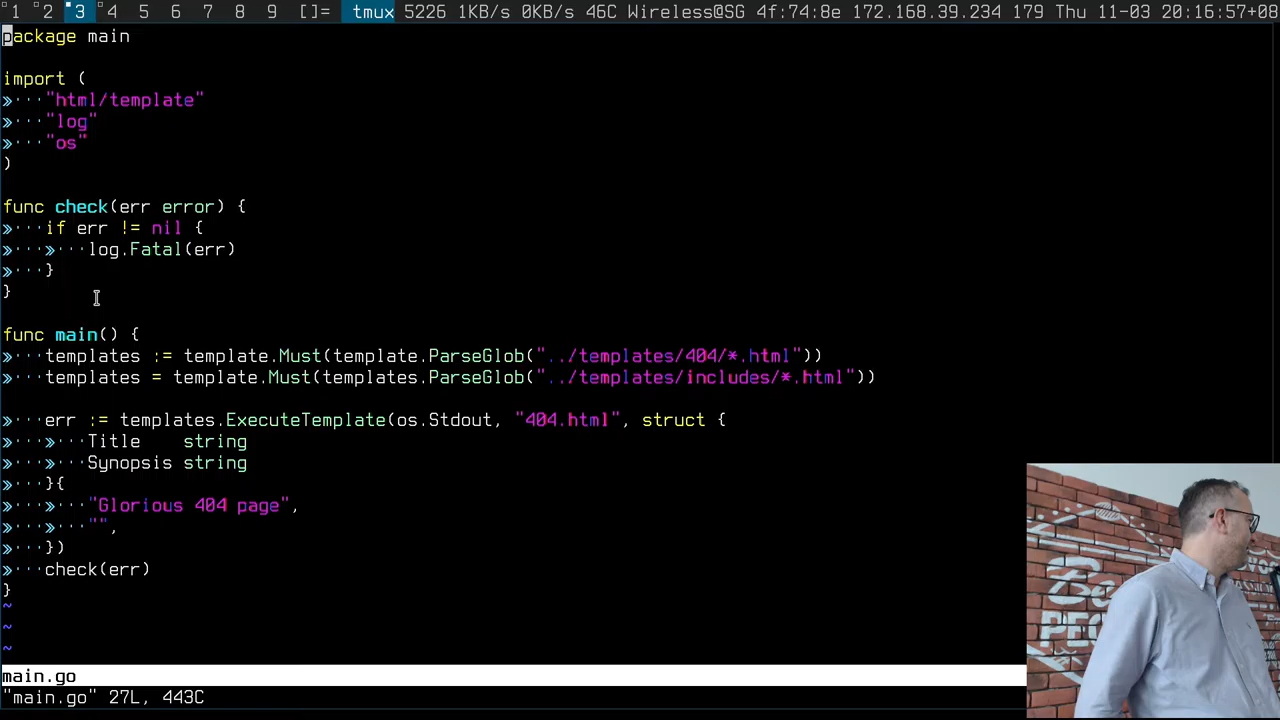 1 2 3 4 5 6 7 8 9 []= tmux 5226 1KB/s 0KB/s 46C Wireless@SG 4f:74:8e 172.168.39.234 179 Thu 11-03 20:16:57+08
package main
import (
»···"html/template"
»···"log"
»···"os"
)
func check(err error) {
»···if err != nil {
»···»···log.Fatal(err)
»···}
}
func main() {
»···templates := template.Must(template.ParseGlob("../templates/404/*.html"))
»···templates = template.Must(templates.ParseGlob("../templates/includes/*.html"))
»···err := templates.ExecuteTemplate(os.Stdout, "404.html", struct {
»···»···Title    string
»···»···Synopsis string
»···}{
»···»···"Glorious 404 page",
»···»···"",
»···})
»···check(err)
}
~
~
~
main.go
"main.go" 27L, 443C